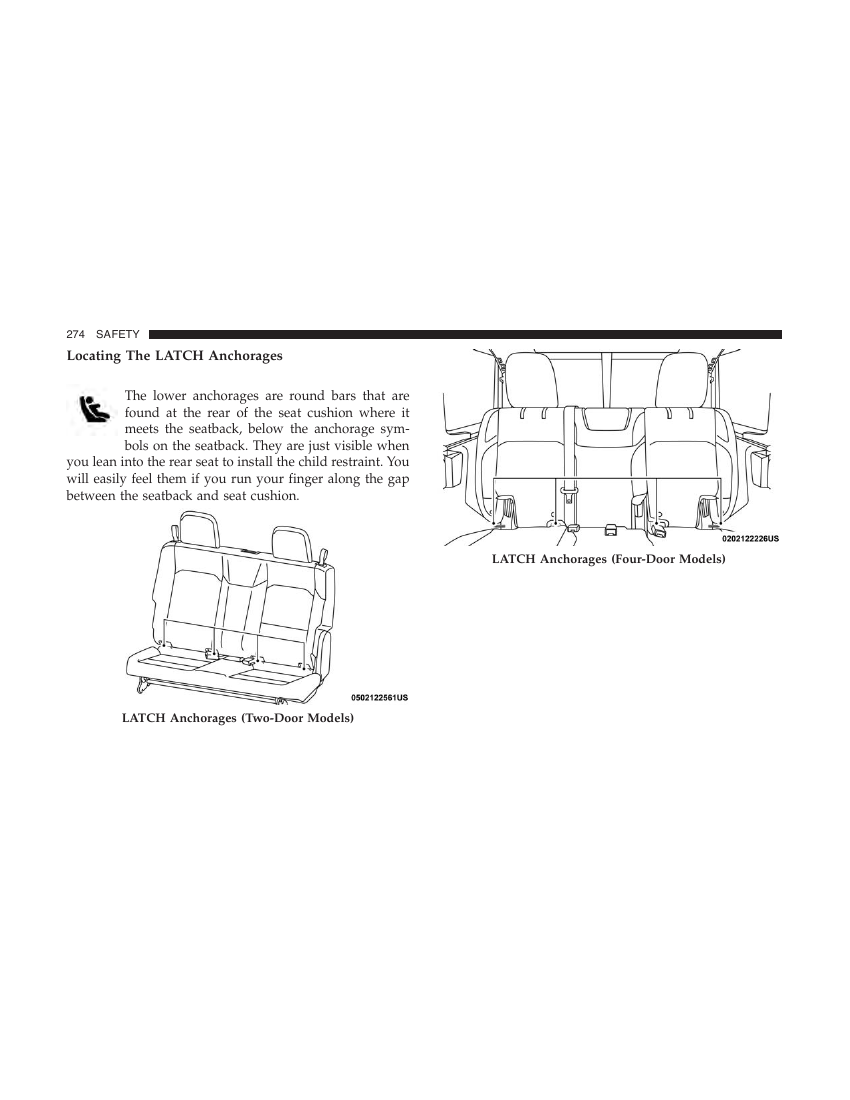 274 SAFETY
Locating The LATCH Anchorages
The lower anchorages are round bars that are
found at the rear of the seat cushion where it
meets the seatback, below the anchorage sym-
bols on the seatback. They are just visible when
you lean into the rear seat to install the child restraint. You
will easily feel them if you run your finger along the gap
between the seatback and seat cushion.
0502122561US
LATCH Anchorages (Two-Door Models)
0202122226US
LATCH Anchorages (Four-Door Models)